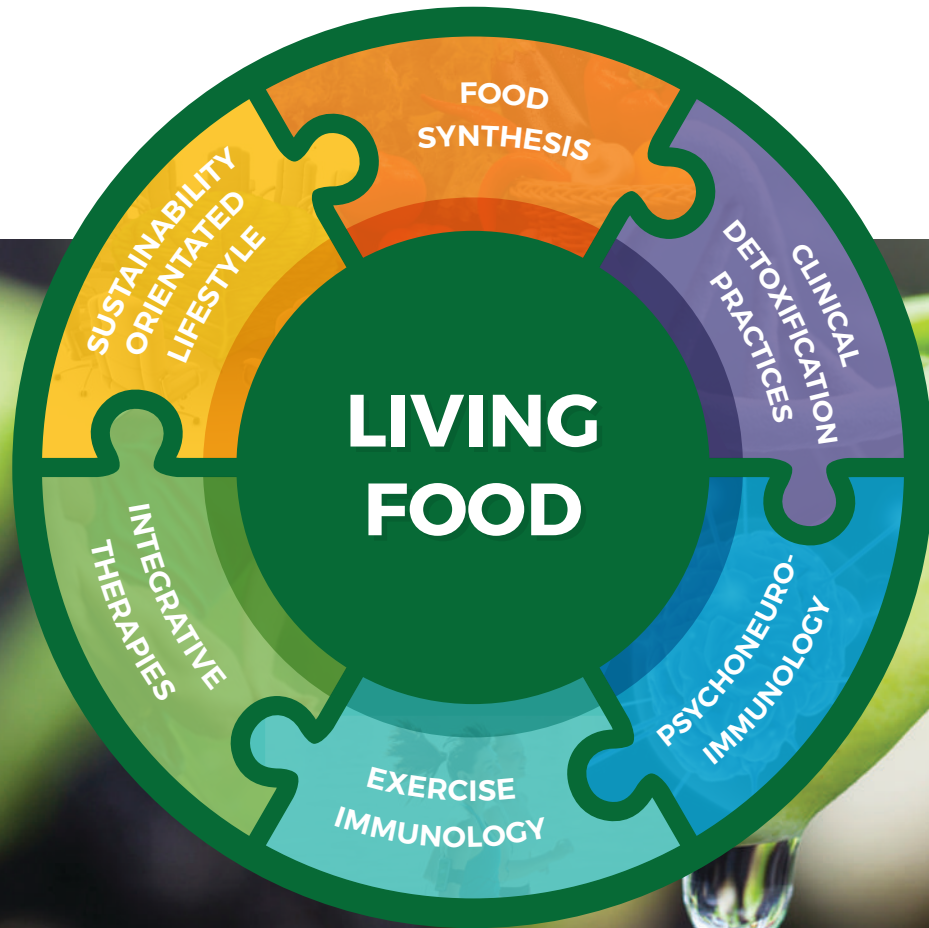 FOOD
SYNTHESIS
CLINICAL
DETOXIFICATION
PRACTICES
PSYCHONEURO-
IMMUNOLOGY
EXERCISE
IMMUNOLOGY
INTEGRATIVE
THERAPIES
SUSTAINABILITY
ORIENTATED
LIFESTYLE
LIVING
FOOD